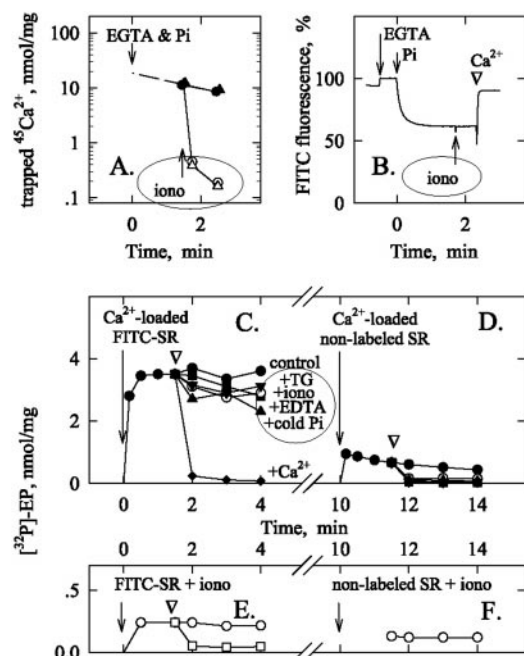 EGTA & Pi
trapped ⁴⁵Ca²⁺, nmol/mg
100
10
1
.1
A.
iono
0 2
Time, min
EGTA
Pi
Ca²⁺
FITC fluorescence, %
100
50
0
B.
iono
0 2
Time, min
Ca²⁺-loaded
FITC-SR
C.
control
+TG
+iono
+EDTA
+cold Pi
+Ca²⁺
Ca²⁺-loaded
non-labeled SR
D.
[³²P]-EP, nmol/mg
4
2
0
0 2 4 10 12 14
Time, min
0 2 4 10 12 14
FITC-SR + iono
E.
non-labeled SR + iono
F.
.5
0.0